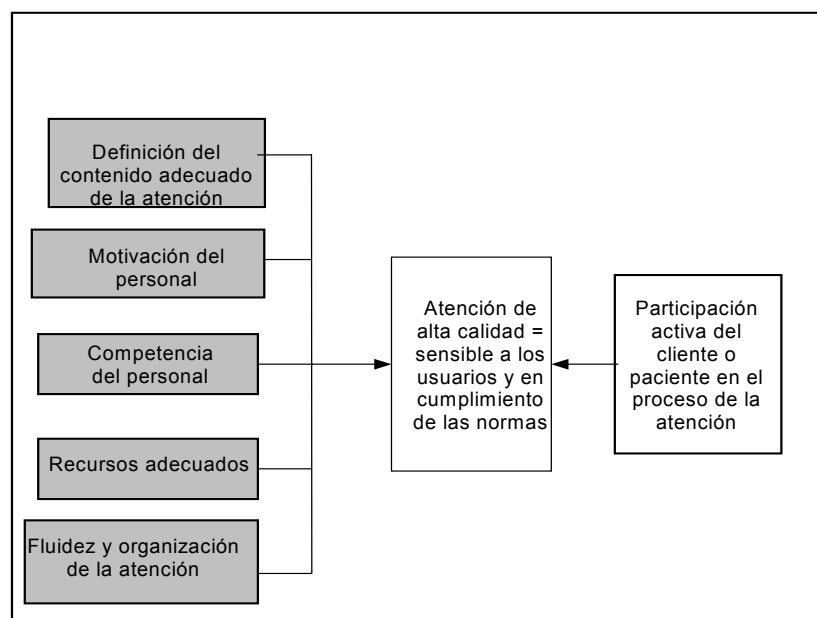 Definición del
contenido adecuado
de la atención
Motivación del
personal
Competencia
del personal
Recursos adecuados
Fluidez y organización
de la atención
Atención de
alta calidad =
sensible a los
usuarios y en
cumplimiento
de las normas
Participación
activa del
cliente o
paciente en el
proceso de la
atención